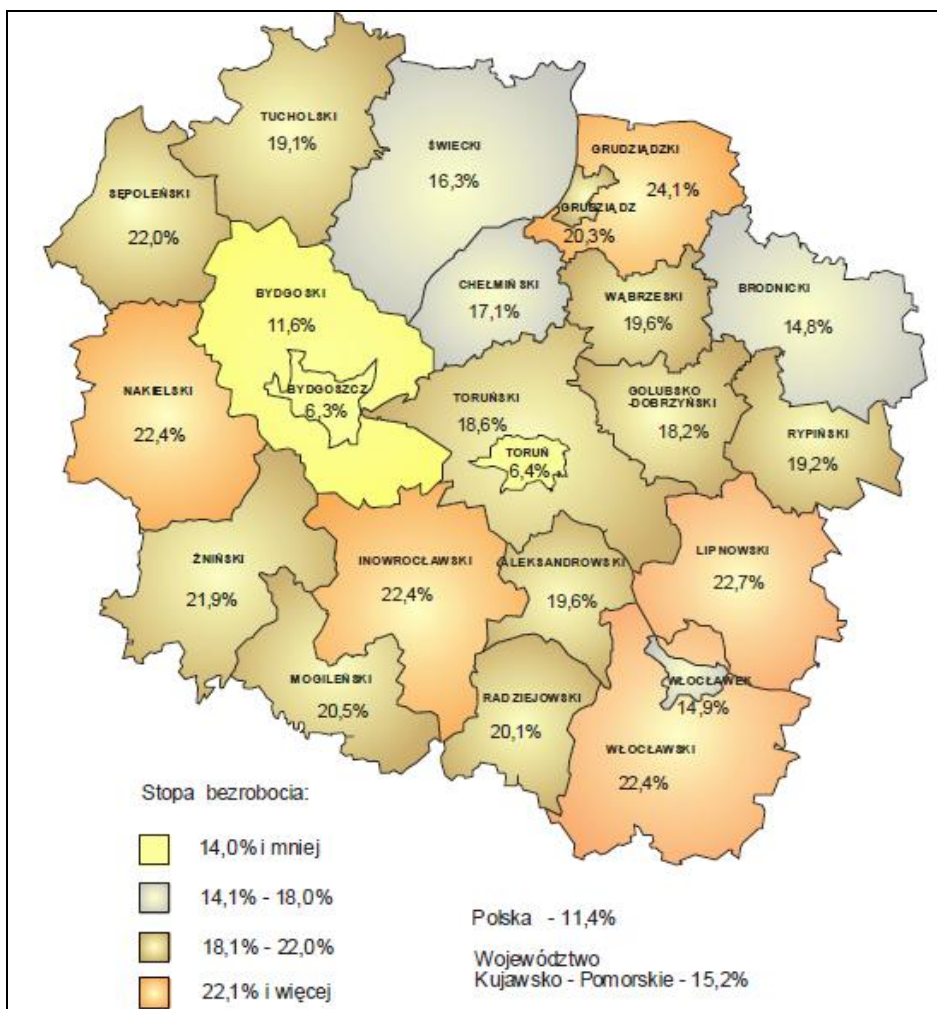 TUCHOLSKI
19,1%
ŚWIECKI
16,3%
GRUDZIĄDZKI
24,1%
SĘPOLEŃSKI
22,0%
GRUDZIĄDZ
20,3%
BYDGOSKI
11,6%
CHEŁMIŃSKI
17,1%
WĄBRZESKI
19,6%
BRODNICKI
14,8%
NAKIELSKI
22,4%
BYDGOSZCZ
6,3%
TORUŃSKI
18,6%
GOLUBSKO
-DOBRZYŃSKI
18,2%
RYPIŃSKI
19,2%
TORUŃ
6,4%
ŻNIŃSKI
21,9%
INOWROCŁAWSKI
22,4%
ALEKSANDROWSKI
19,6%
LIPNOWSKI
22,7%
MOGILEŃSKI
20,5%
RADZIEJOWSKI
20,1%
WŁOCŁAWEK
14,9%
WŁOCŁAWSKI
22,4%
Stopa bezrobocia:
14,0% i mniej
14,1% - 18,0%
18,1% - 22,0%
22,1% i więcej
Polska - 11,4%
Województwo
Kujawsko - Pomorskie - 15,2%